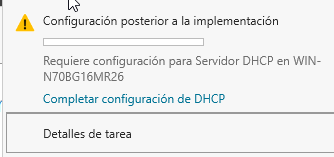 Configuración posterior a la implementación
Requiere configuración para Servidor DHCP en WIN-
N70BG16MR26
Completar configuración de DHCP
Detalles de tarea